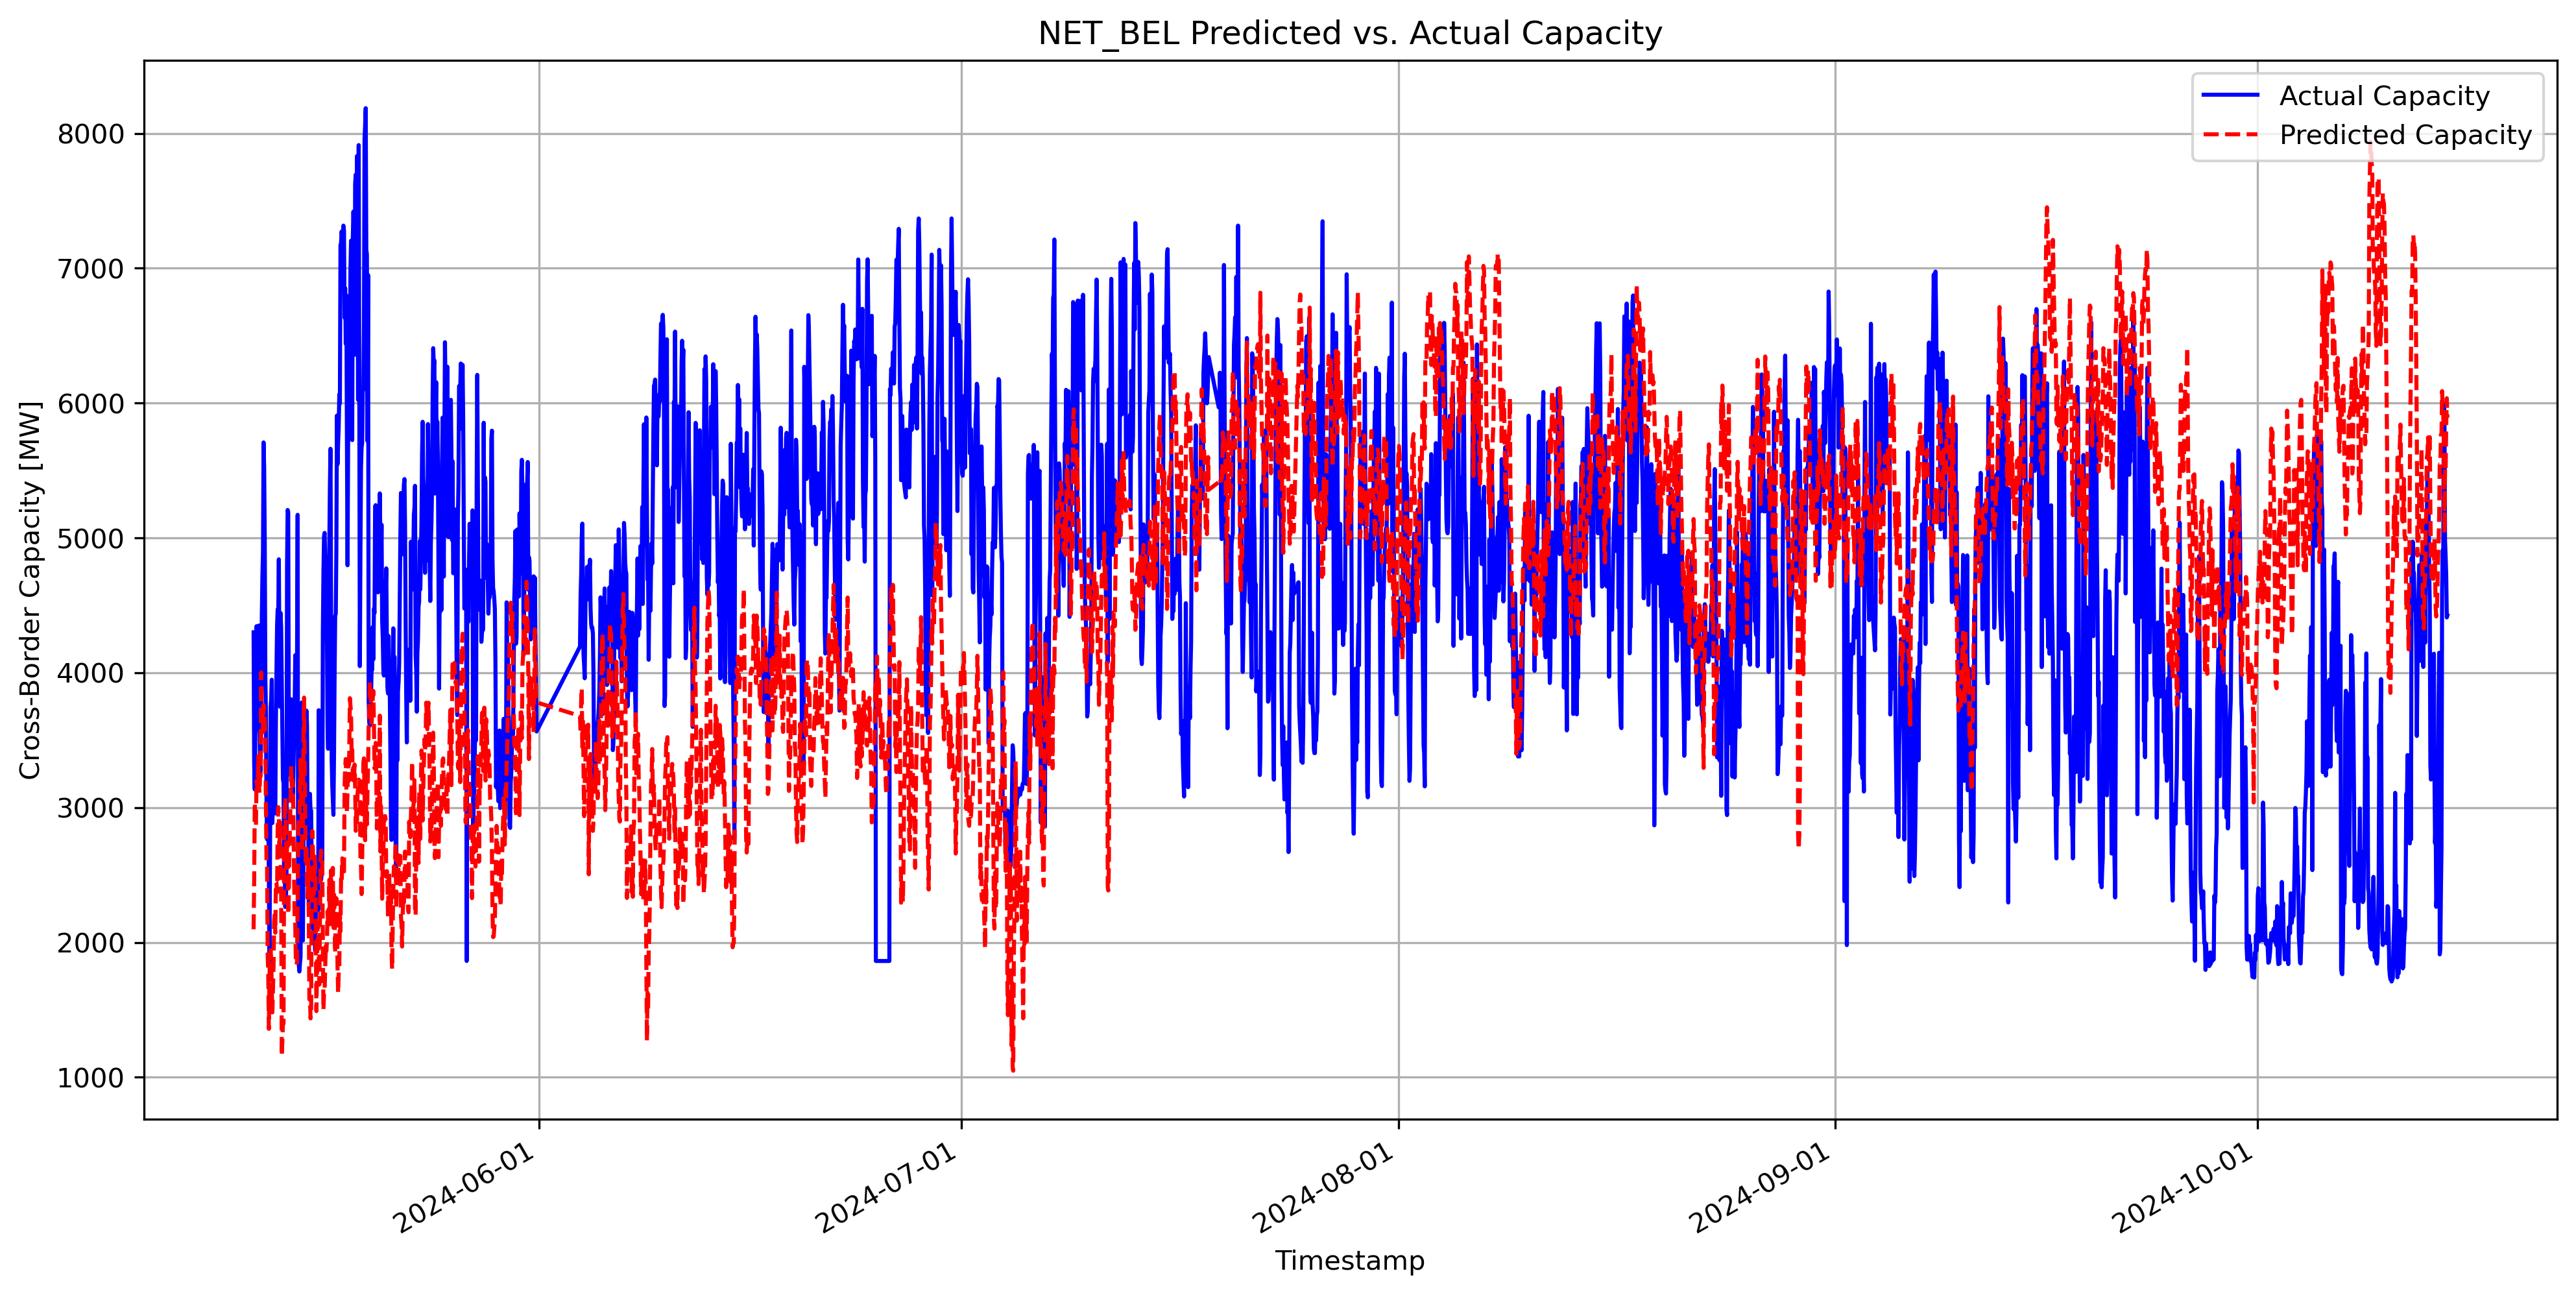 NET_BEL Predicted vs. Actual Capacity
Actual Capacity
Predicted Capacity
Cross-Border Capacity [MW]
8000
7000
6000
5000
4000
3000
2000
1000
2024-06-01
2024-07-01
2024-08-01
2024-09-01
2024-10-01
Timestamp